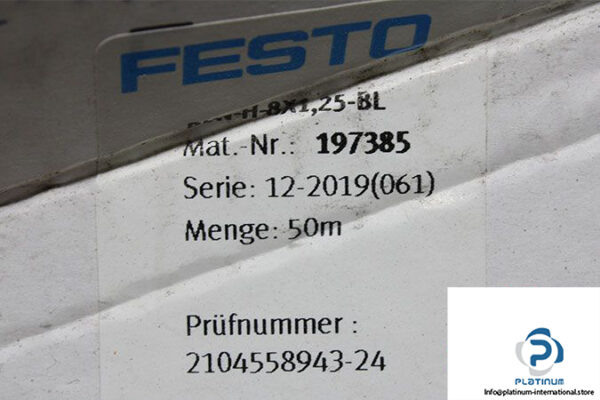 FESTO
H-8X1,25-BL
Mat.-Nr.: 197385
Serie: 12-2019(061)
Menge: 50m
Prüfnummer :
2104558943-24
PLATINUM
Info@platinum-international.store